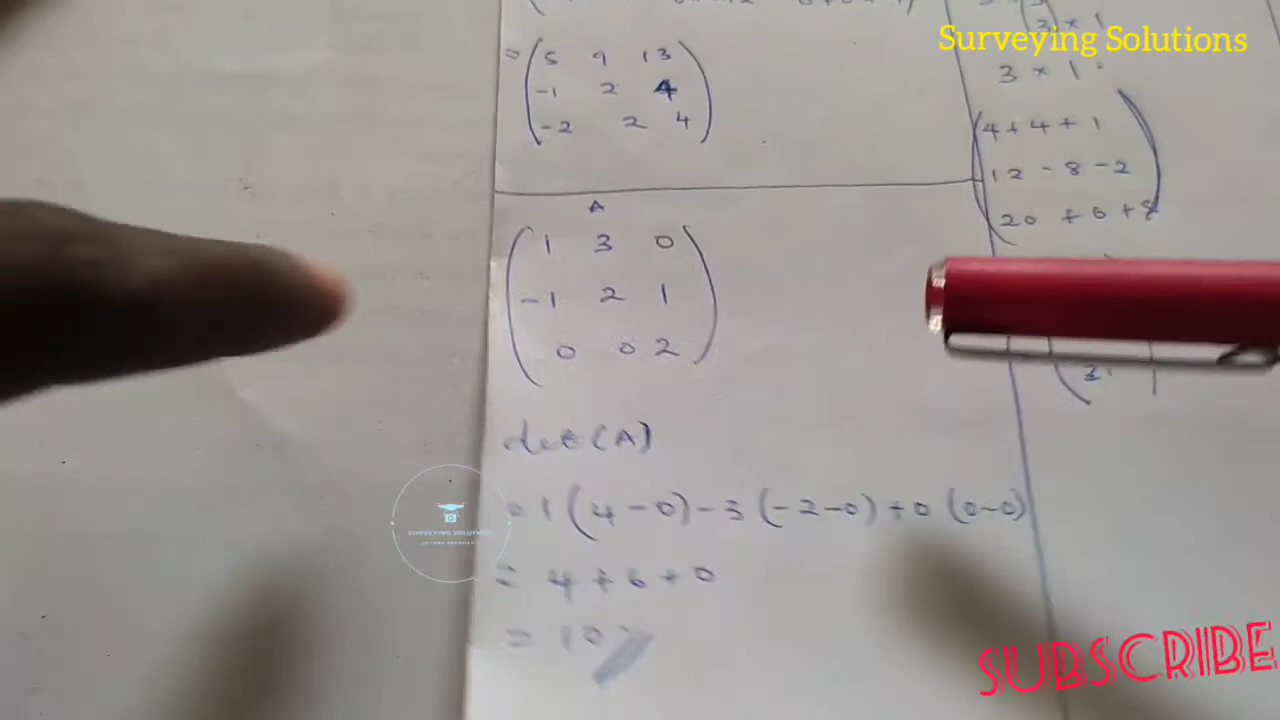 Surveying Solutions
= 5 9 13
-1 2 4
-2 2 4
3 × 1
4 + 4 + 1
12 - 8 - 2
20 + 6 + 8
A
1 3 0
-1 2 1
0 0 2
det(A)
= 1(4-0)-3(-2-0)+0(0-0)
= 4 + 6 + 0
= 10
SURVEYING SOLUTIONS
SUBSCRIBE